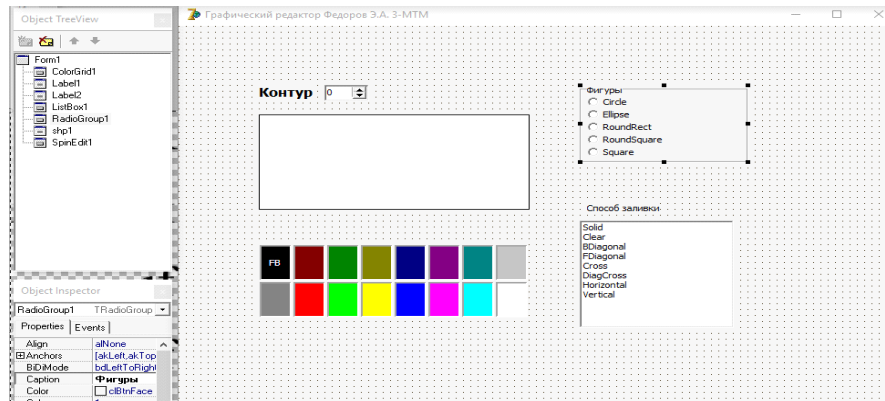 Object TreeView
Form1
ColorGrid1
Label1
Label2
ListBox1
RadioGroup1
shp1
SpinEdit1
Object Inspector
RadioGroup1 TRadioGroup
Properties Events
Align alNone
Anchors [akLeft,akTop
BiDiMode bdLeftToRigh
Caption Фигуры
Color clBtnFace
Графический редактор Федоров Э.А. 3-МТМ
Контур 0
FB
Фигуры
Circle
Ellipse
RoundRect
RoundSquare
Square
Способ заливки
Solid
Clear
BDiagonal
FDiagonal
Cross
DiagCross
Horizontal
Vertical